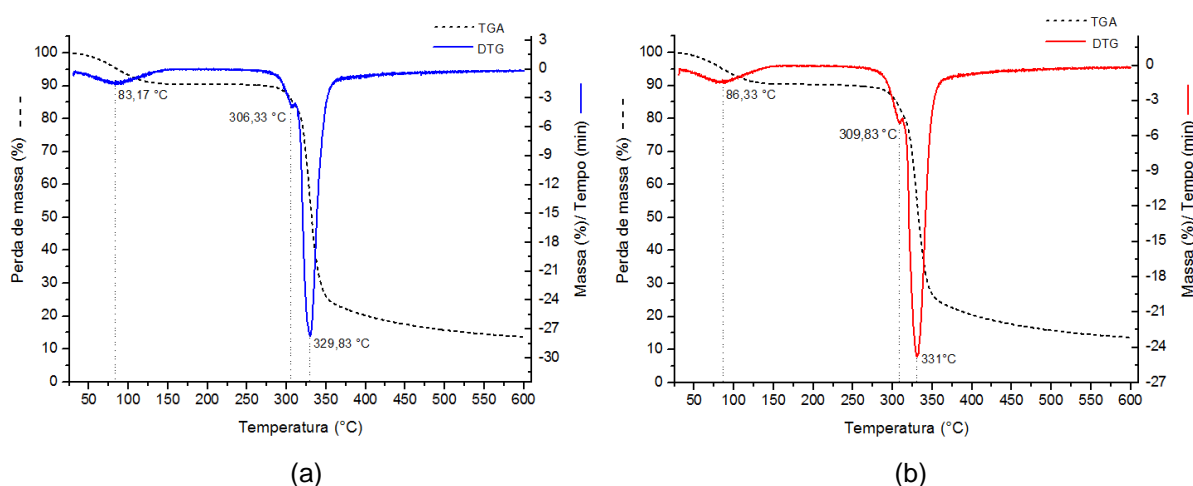 TGA
DTG
Perda de massa (%)
100
90
80
70
60
50
40
30
20
10
0
3
0
-3
-6
-9
-12
-15
-18
-21
-24
-27
-30
Massa (%)/ Tempo (min)
83,17 °C
306,33 °C
329,83 °C
50 100 150 200 250 300 350 400 450 500 550 600
Temperatura (°C)
(a)
TGA
DTG
Perda de massa (%)
100
90
80
70
60
50
40
30
20
10
0
0
-3
-6
-9
-12
-15
-18
-21
-24
-27
Massa (%)/ Tempo (min)
86,33 °C
309,83 °C
331°C
50 100 150 200 250 300 350 400 450 500 550 600
Temperatura (°C)
(b)